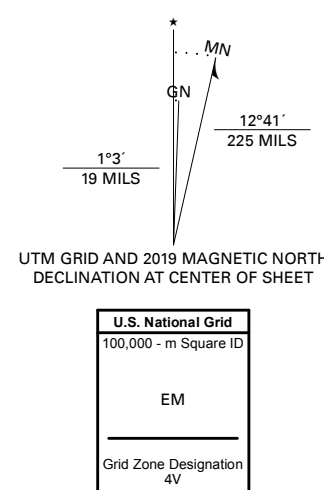 ★
MN
GN
12°41´
225 MILS
1°3´
19 MILS
UTM GRID AND 2019 MAGNETIC NORTH
DECLINATION AT CENTER OF SHEET
U.S. National Grid
100,000 - m Square ID
EM
Grid Zone Designation
4V